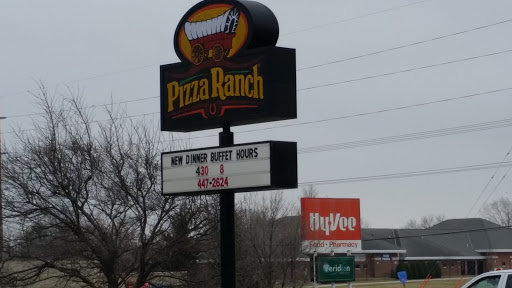 Pizza Ranch
NEW DINNER BUFFET HOURS
430 8
447-2624
HyVee
Food · Pharmacy
Veridian